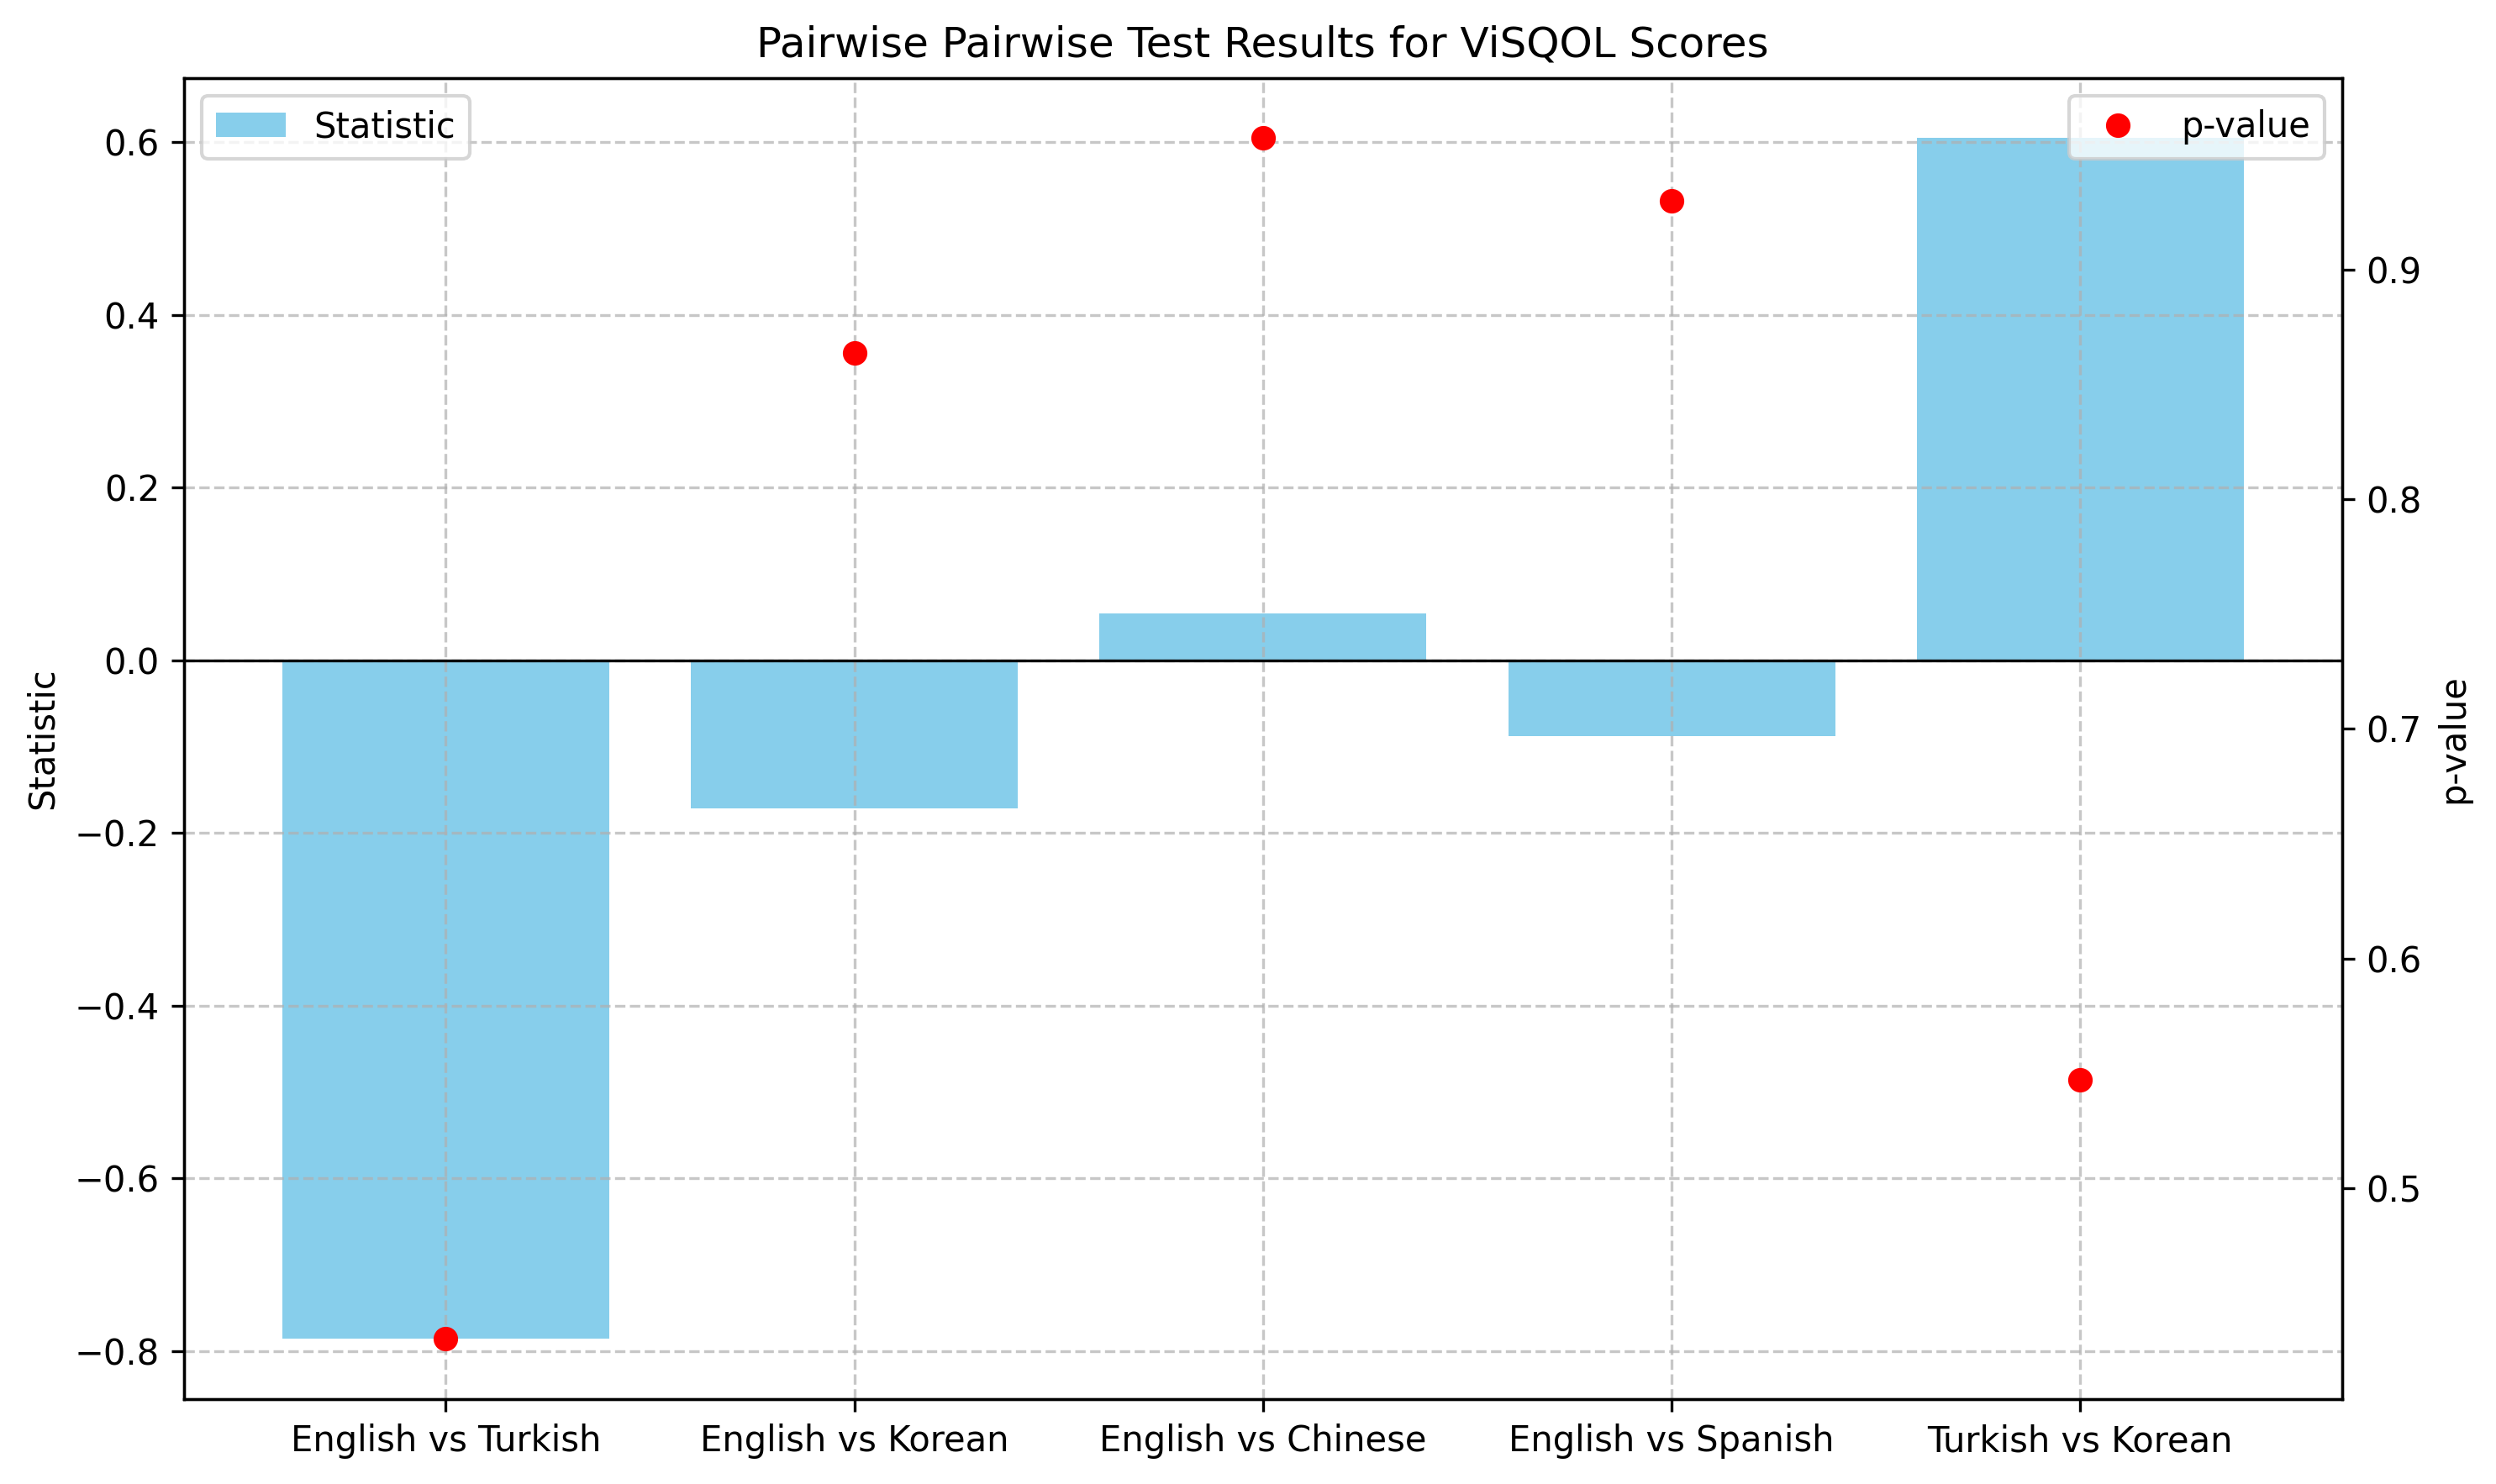 Pairwise Pairwise Test Results for ViSQOL Scores
Statistic
p-value
0.6
0.4
0.2
0.0
−0.2
−0.4
−0.6
−0.8
Statistic
0.9
0.8
0.7
0.6
0.5
p-value
English vs Turkish
English vs Korean
English vs Chinese
English vs Spanish
Turkish vs Korean